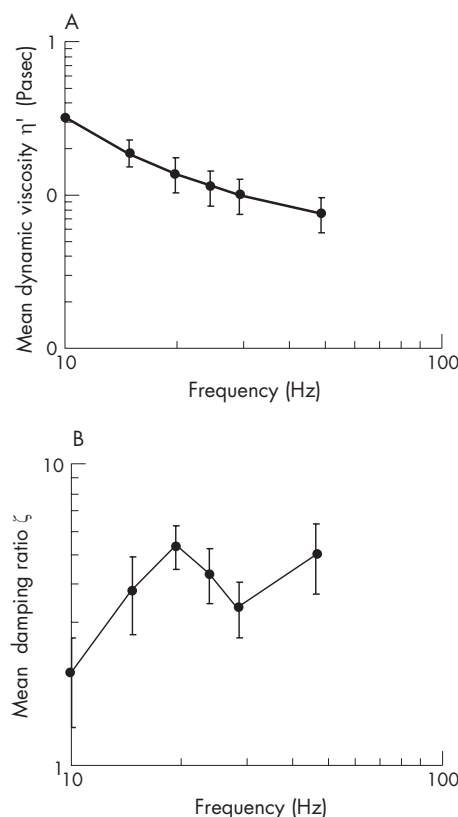 A
1
Mean dynamic viscosity η' (Pasec)
0
0
10
100
Frequency (Hz)
B
10
Mean damping ratio ζ
1
10
100
Frequency (Hz)